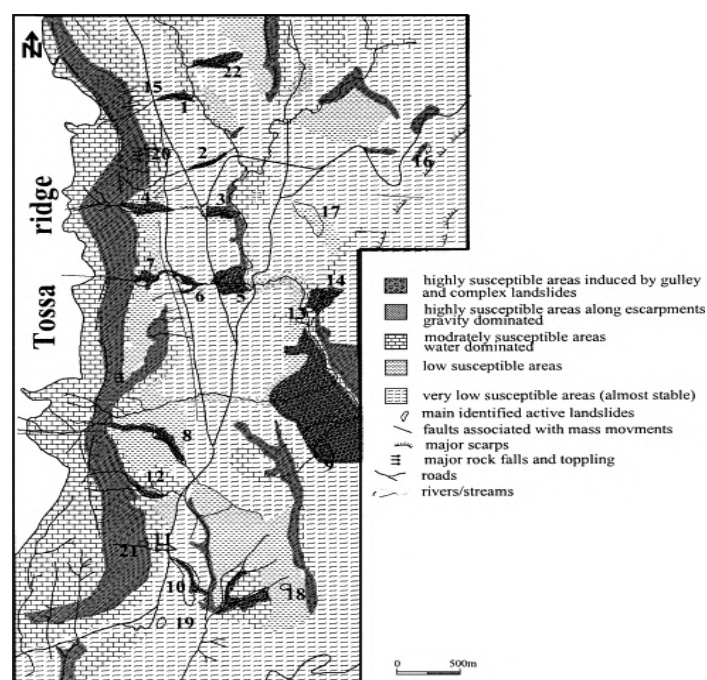 N
22
15
1
20
2
16
4
3
17
7
6
5
14
13
Tossa ridge
8
9
12
21
11
10
18
19
highly susceptible areas induced by gulley
and complex landslides
highly susceptible areas along escarpments
gravity dominated
modrately susceptible areas
water dominated
low susceptible areas
very low susceptible areas (almost stable)
main identified active landslides
faults associated with mass movments
major scarps
major rock falls and toppling
roads
rivers/streams
0 500m